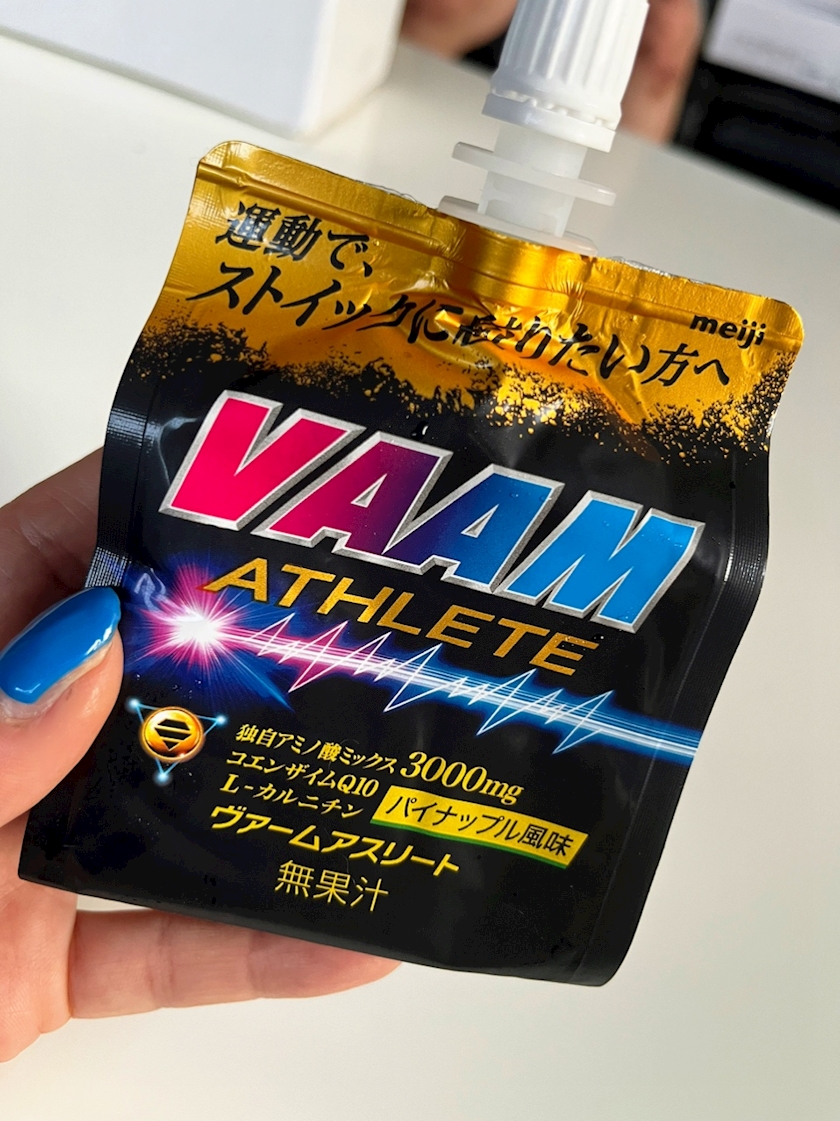 運動で、
ストイックに走りたい方へ
meiji
VAAM
ATHLETE
独自アミノ酸ミックス 3000mg
コエンザイムQ10
L-カルニチン
パイナップル風味
ヴァームアスリート
無果汁